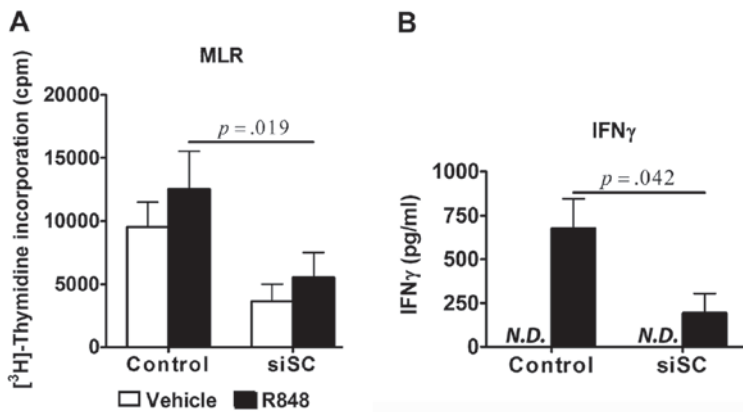 A
MLR
[³H]-Thymidine incorporation (cpm)
20000
15000
10000
5000
0
p = .019
Control
siSC
Vehicle
R848
B
IFNγ
IFNγ (pg/ml)
1000
750
500
250
0
p = .042
N.D.
N.D.
Control
siSC